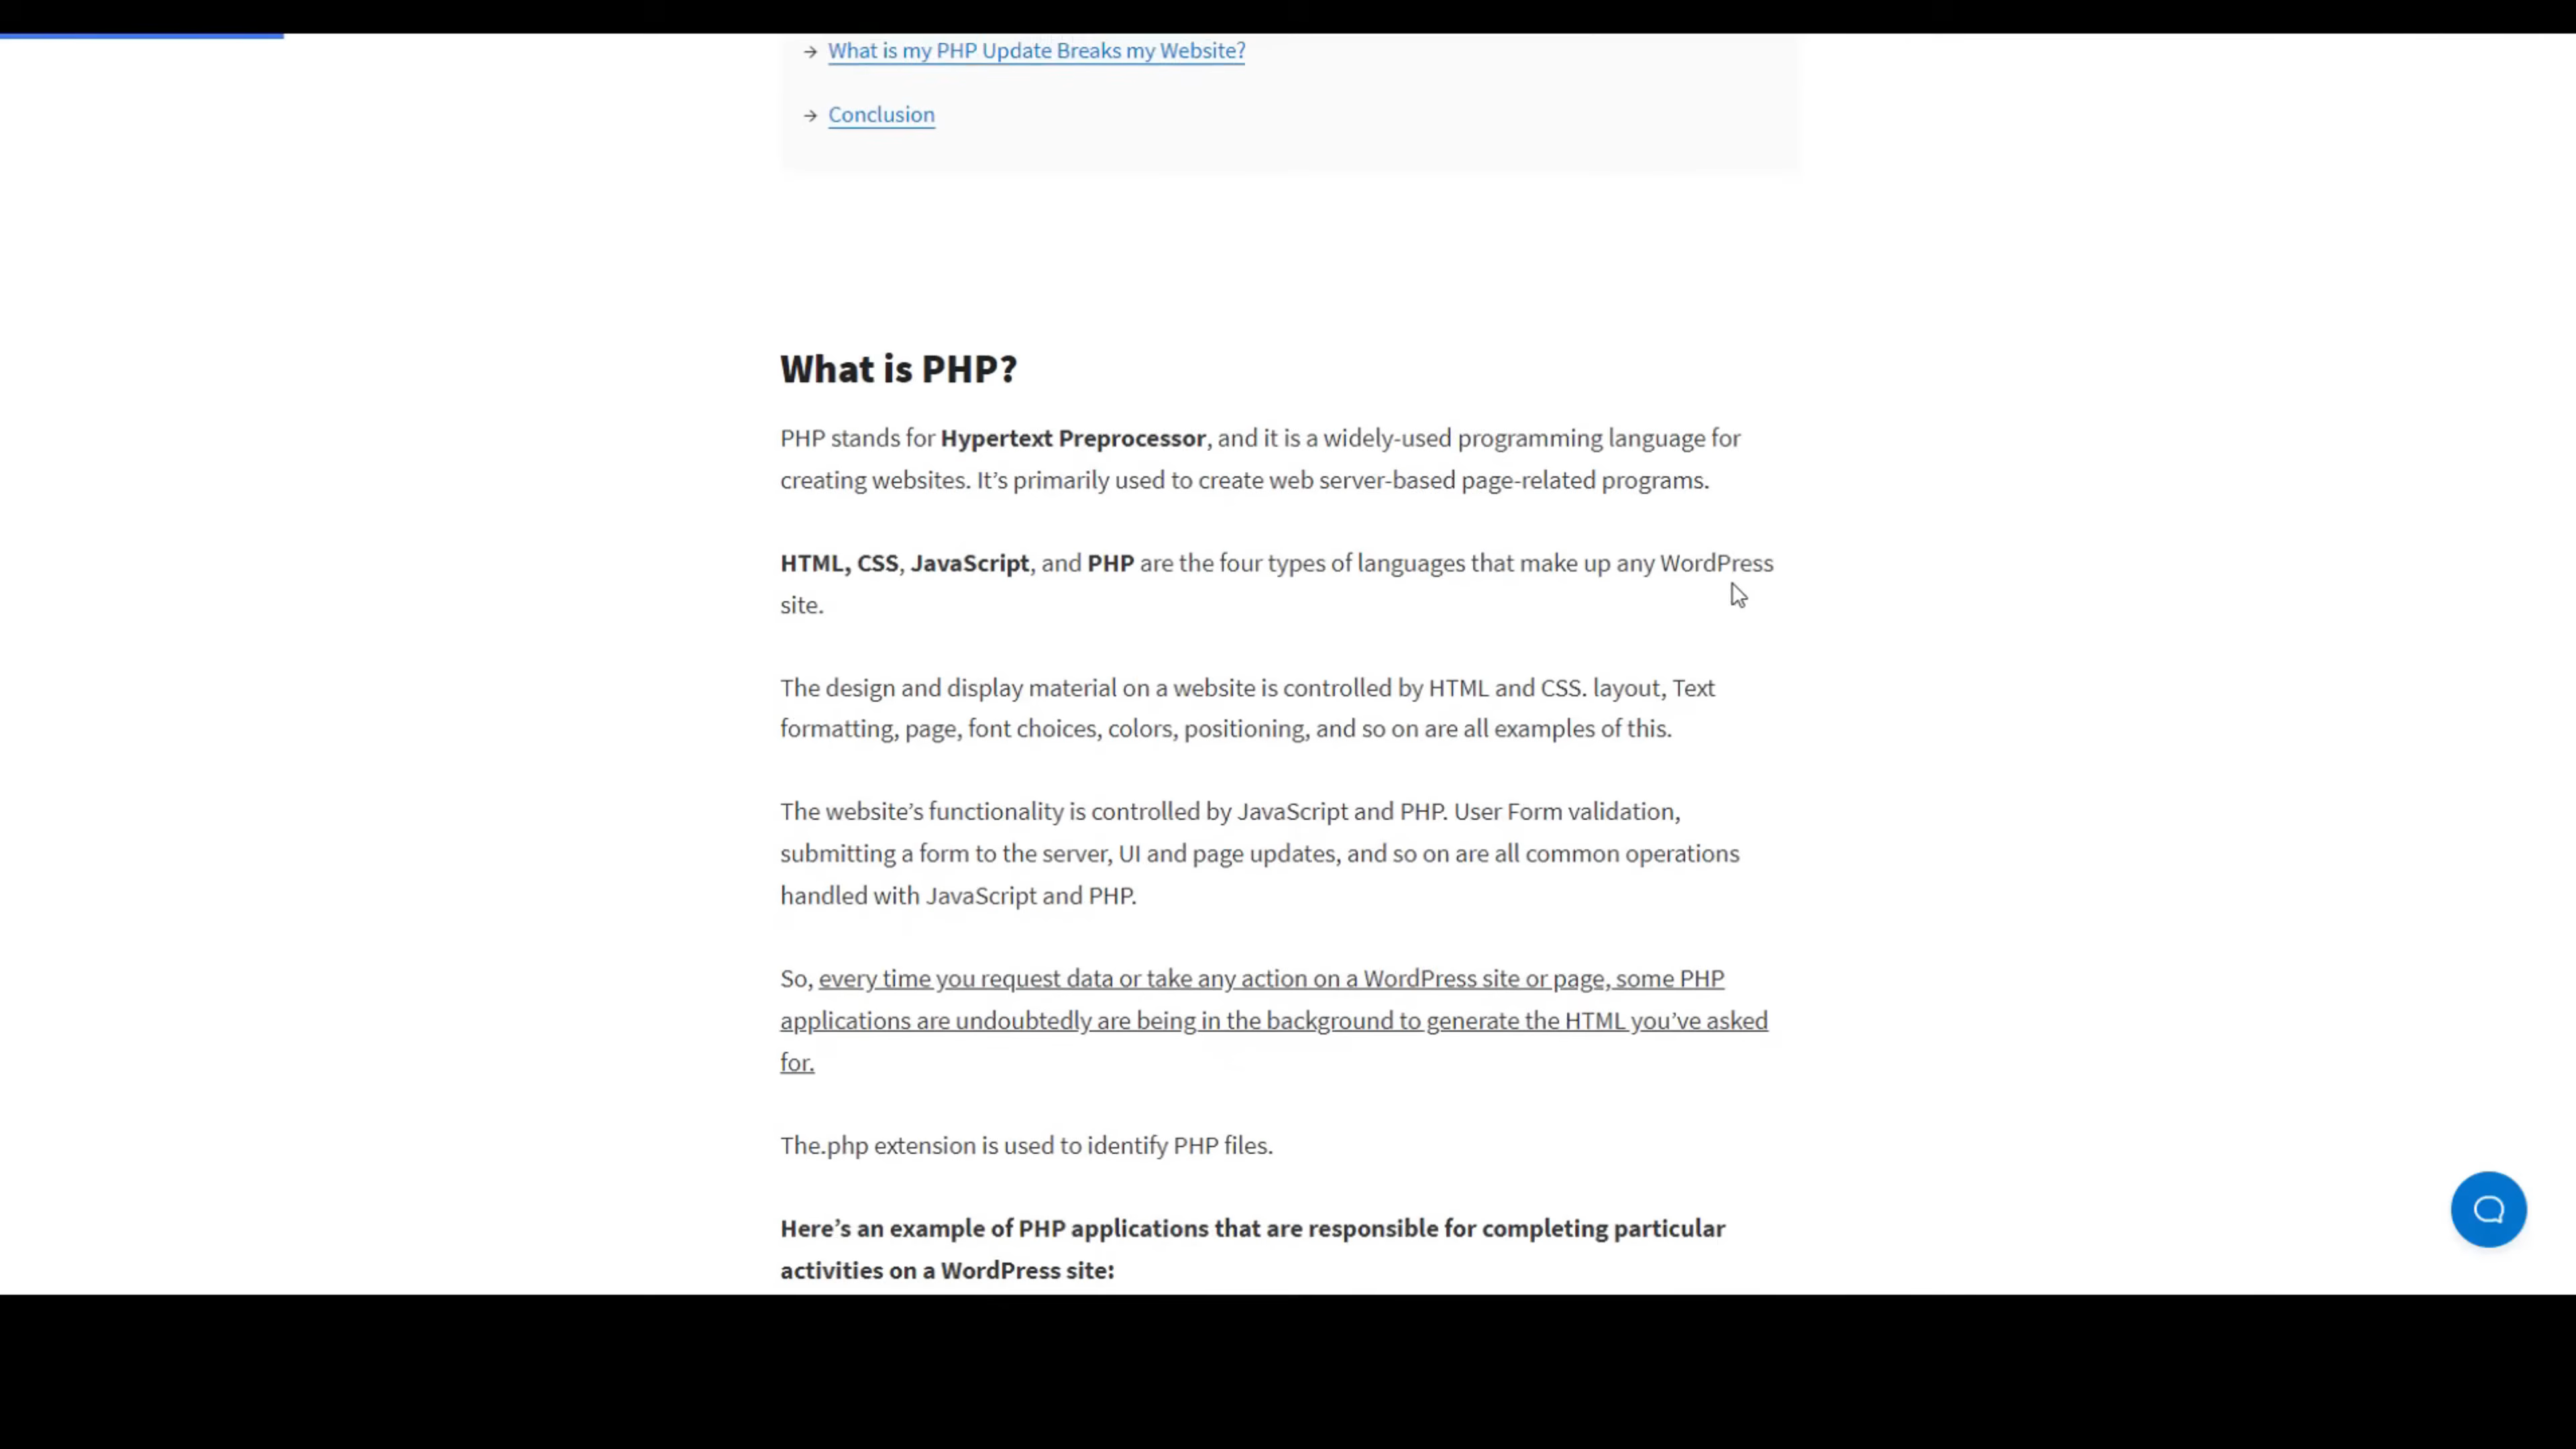 → What is my PHP Update Breaks my Website?
→ Conclusion
What is PHP?
PHP stands for Hypertext Preprocessor, and it is a widely-used programming language for
creating websites. It’s primarily used to create web server-based page-related programs.
HTML, CSS, JavaScript, and PHP are the four types of languages that make up any WordPress
site.
The design and display material on a website is controlled by HTML and CSS. layout, Text
formatting, page, font choices, colors, positioning, and so on are all examples of this.
The website’s functionality is controlled by JavaScript and PHP. User Form validation,
submitting a form to the server, UI and page updates, and so on are all common operations
handled with JavaScript and PHP.
So, every time you request data or take any action on a WordPress site or page, some PHP
applications are undoubtedly are being in the background to generate the HTML you’ve asked
for.
The.php extension is used to identify PHP files.
Here’s an example of PHP applications that are responsible for completing particular
activities on a WordPress site: